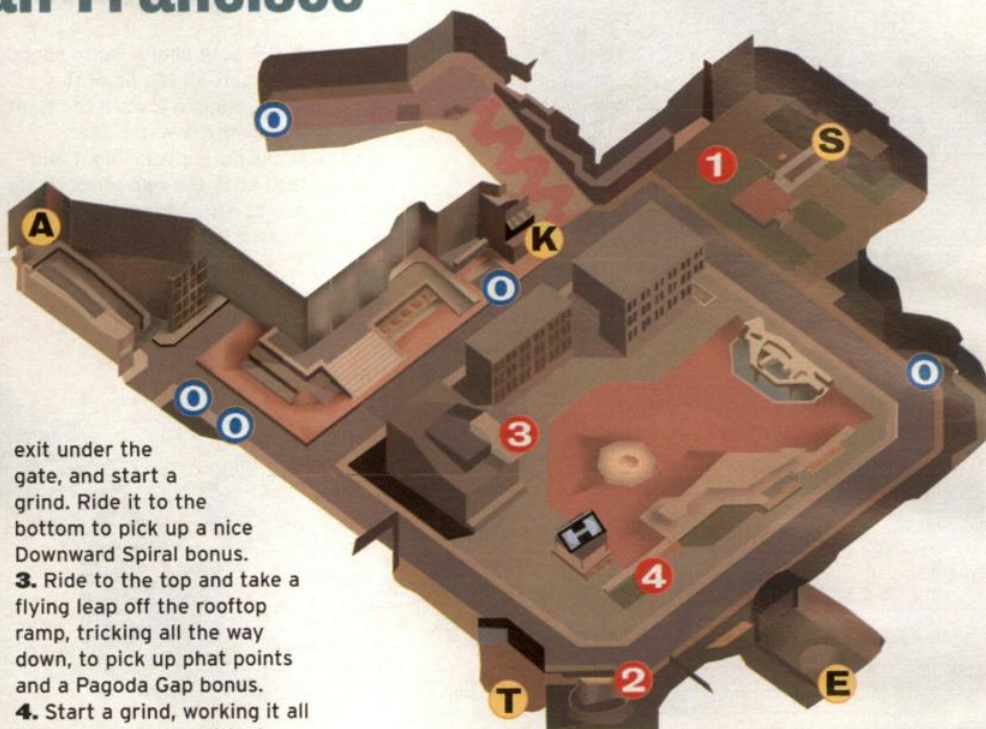 an Francisco
O
1
S
A
K
O
O
O
O
3
H
4
2
T
E
exit under the
gate, and start a
grind. Ride it to the
bottom to pick up a nice
Downward Spiral bonus.
3. Ride to the top and take a
flying leap off the rooftop
ramp, tricking all the way
down, to pick up phat points
and a Pagoda Gap bonus.
4. Start a grind, working it all